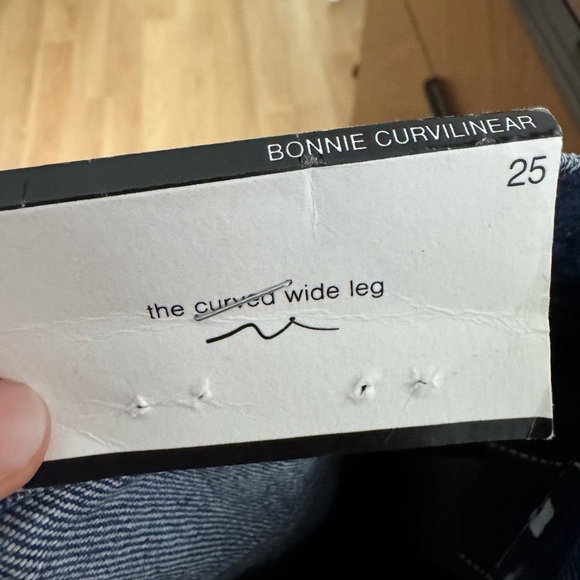 BONNIE CURVILINEAR
25
the curved wide leg